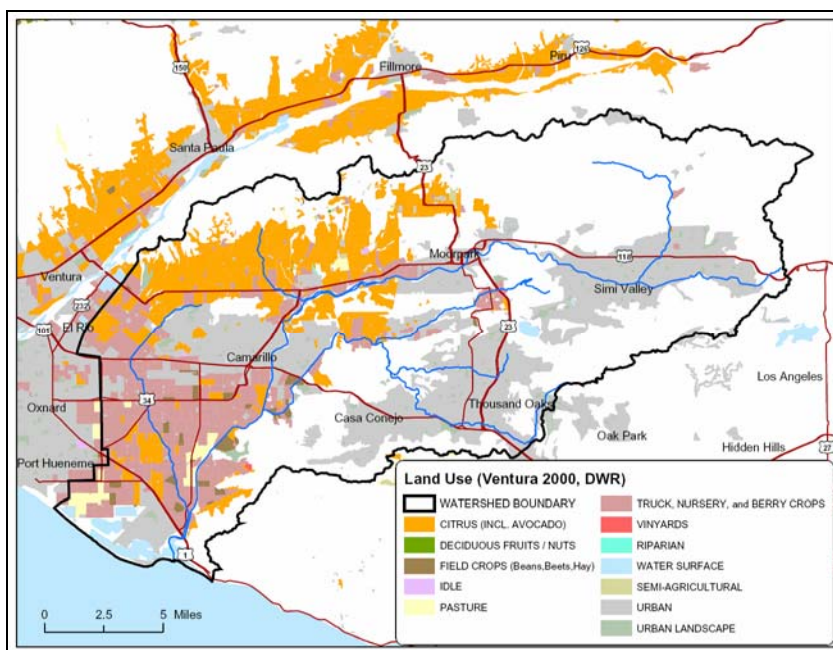 150
Fillmore
Piru
126
Santa Paula
23
Ventura
Moorpark
118
Simi Valley
232
101
El Rio
23
Camarillo
Los Angeles
34
Oxnard
Casa Conejo
Thousand Oaks
Oak Park
Hidden Hills
27
Port Hueneme
1
Land Use (Ventura 2000, DWR)
WATERSHED BOUNDARY
CITRUS (INCL. AVOCADO)
DECIDUOUS FRUITS / NUTS
FIELD CROPS (Beans,Beets,Hay)
IDLE
PASTURE
TRUCK, NURSERY, and BERRY CROPS
VINYARDS
RIPARIAN
WATER SURFACE
SEMI-AGRICULTURAL
URBAN
URBAN LANDSCAPE
0 2.5 5 Miles